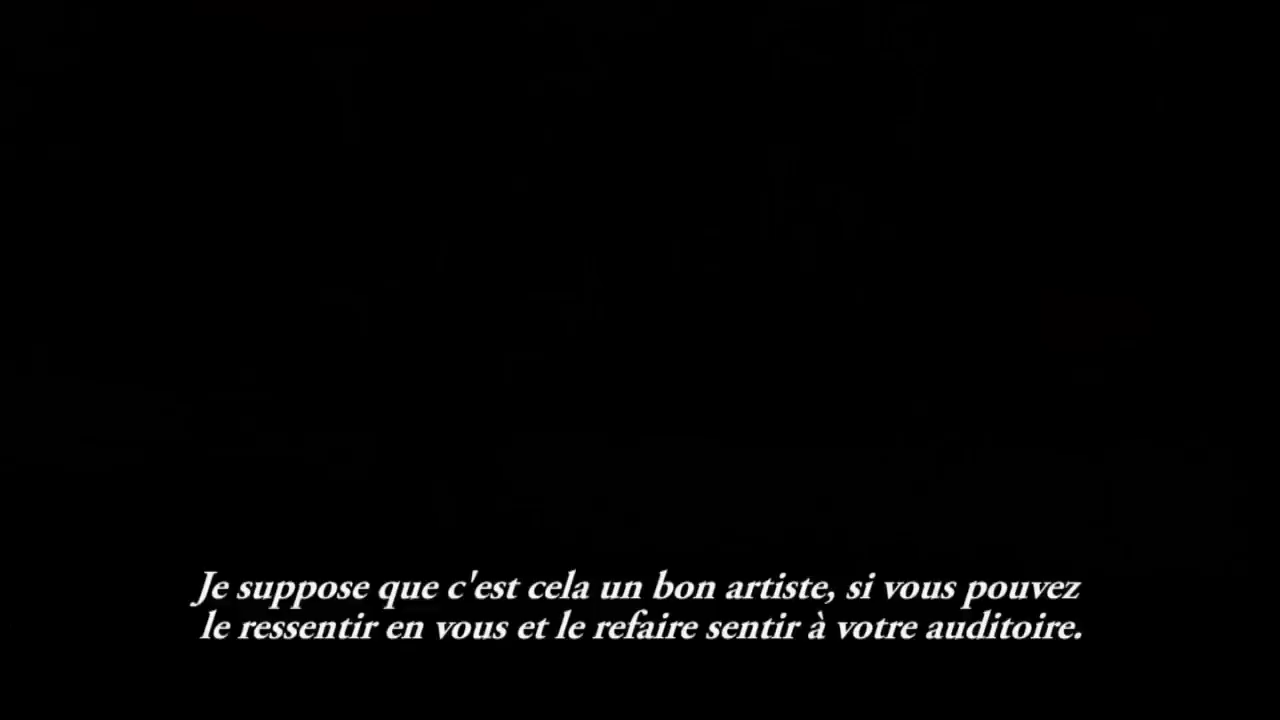 Je suppose que c'est cela un bon artiste, si vous pouvez
le ressentir en vous et le refaire sentir à votre auditoire.